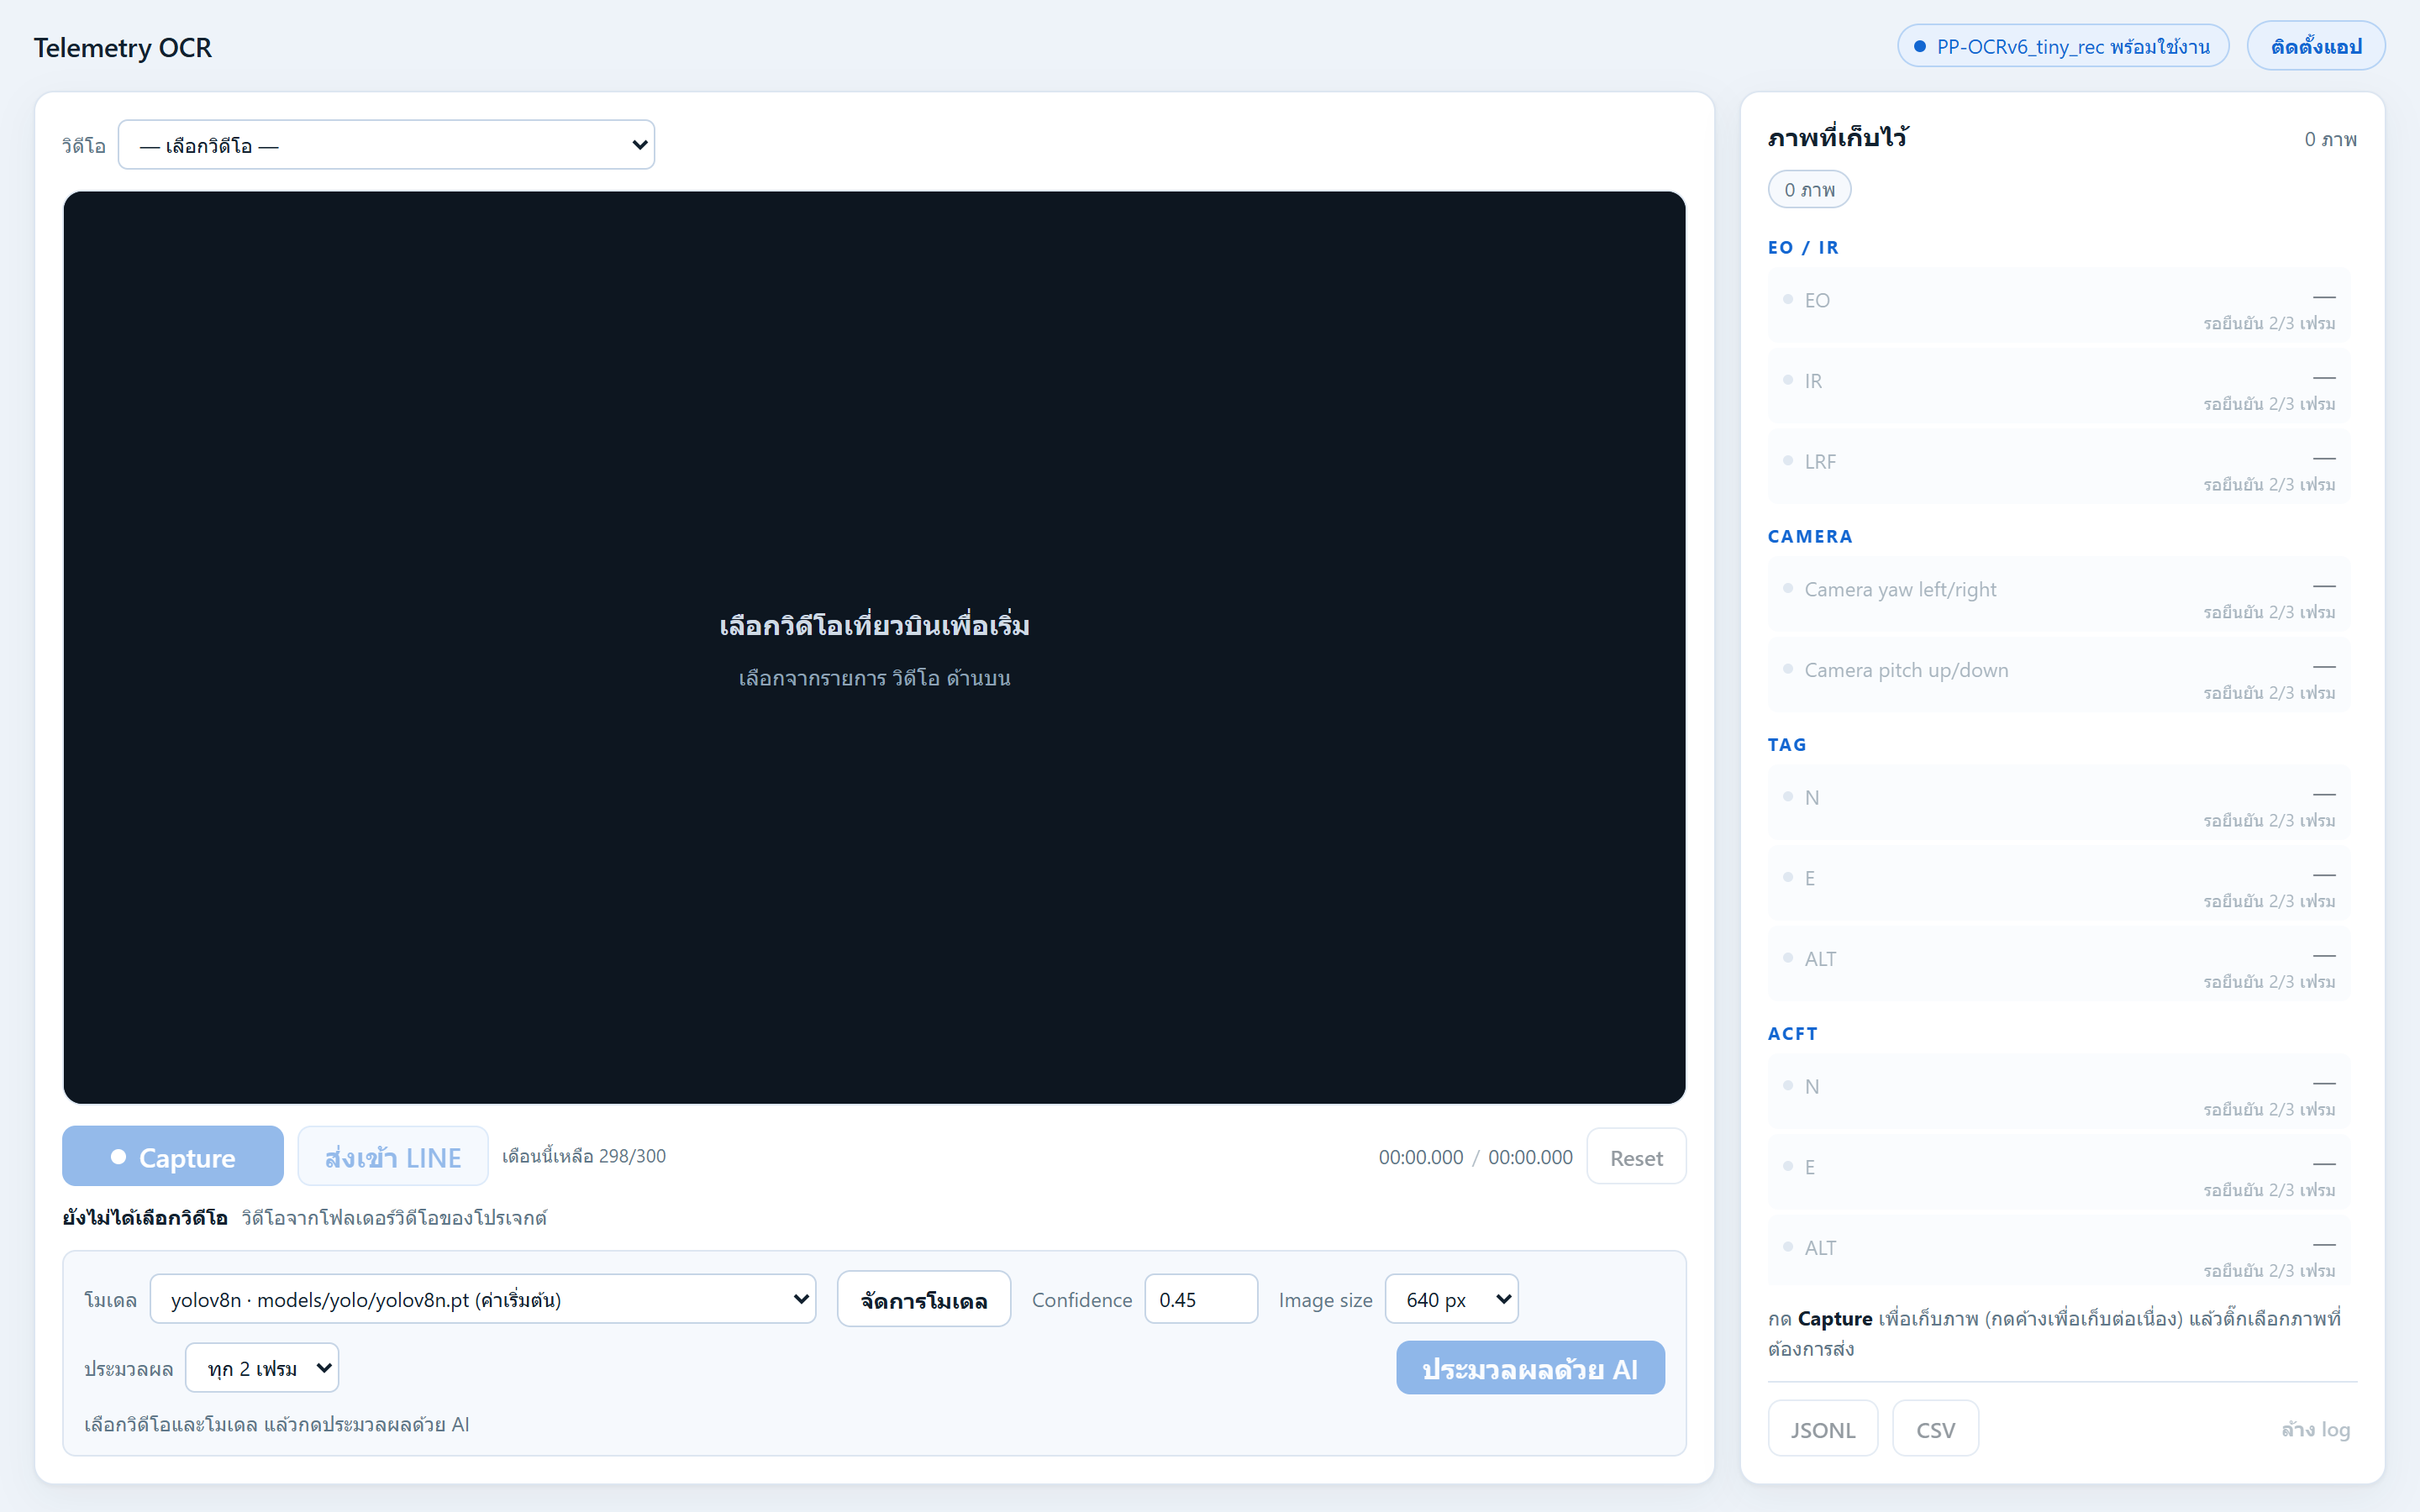 Telemetry OCR
PP-OCRv6_tiny_rec พร้อมใช้งาน
ติดตั้งแอป
วิดีโอ
— เลือกวิดีโอ —
เลือกวิดีโอเที่ยวบินเพื่อเริ่ม
เลือกจากรายการ วิดีโอ ด้านบน
Capture
ส่งเข้า LINE
เดือนนี้เหลือ 298/300
00:00.000 / 00:00.000
Reset
ยังไม่ได้เลือกวิดีโอ วิดีโอจากโฟลเดอร์วิดีโอของโปรเจกต์
โมเดล
yolov8n · models/yolo/yolov8n.pt (ค่าเริ่มต้น)
จัดการโมเดล
Confidence
0.45
Image size
640 px
ประมวลผล
ทุก 2 เฟรม
ประมวลผลด้วย AI
เลือกวิดีโอและโมเดล แล้วกดประมวลผลด้วย AI
ภาพที่เก็บไว้
0 ภาพ
0 ภาพ
EO / IR
EO
—
รอยืนยัน 2/3 เฟรม
IR
—
รอยืนยัน 2/3 เฟรม
LRF
—
รอยืนยัน 2/3 เฟรม
CAMERA
Camera yaw left/right
—
รอยืนยัน 2/3 เฟรม
Camera pitch up/down
—
รอยืนยัน 2/3 เฟรม
TAG
N
—
รอยืนยัน 2/3 เฟรม
E
—
รอยืนยัน 2/3 เฟรม
ALT
—
รอยืนยัน 2/3 เฟรม
ACFT
N
—
รอยืนยัน 2/3 เฟรม
E
—
รอยืนยัน 2/3 เฟรม
ALT
—
รอยืนยัน 2/3 เฟรม
กด Capture เพื่อเก็บภาพ (กดค้างเพื่อเก็บต่อเนื่อง) แล้วติ๊กเลือกภาพที่
ต้องการส่ง
JSONL
CSV
ล้าง log